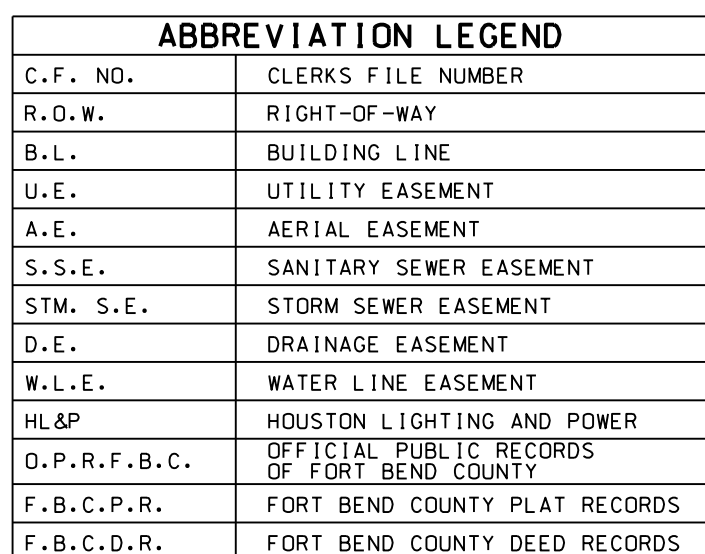 ABBREVIATION LEGEND
C.F. NO. CLERKS FILE NUMBER
R.O.W. RIGHT-OF-WAY
B.L. BUILDING LINE
U.E. UTILITY EASEMENT
A.E. AERIAL EASEMENT
S.S.E. SANITARY SEWER EASEMENT
STM. S.E. STORM SEWER EASEMENT
D.E. DRAINAGE EASEMENT
W.L.E. WATER LINE EASEMENT
HL&P HOUSTON LIGHTING AND POWER
O.P.R.F.B.C. OFFICIAL PUBLIC RECORDS
OF FORT BEND COUNTY
F.B.C.P.R. FORT BEND COUNTY PLAT RECORDS
F.B.C.D.R. FORT BEND COUNTY DEED RECORDS